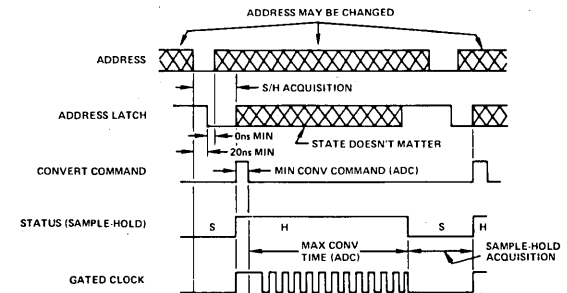 ADDRESS MAY BE CHANGED
ADDRESS
S/H ACQUISITION
ADDRESS LATCH
0ns MIN
STATE DOESN'T MATTER
20ns MIN
CONVERT COMMAND
MIN CONV COMMAND (ADC)
STATUS (SAMPLE-HOLD)
S
H
S
H
MAX CONV
TIME (ADC)
SAMPLE-HOLD
ACQUISITION
GATED CLOCK